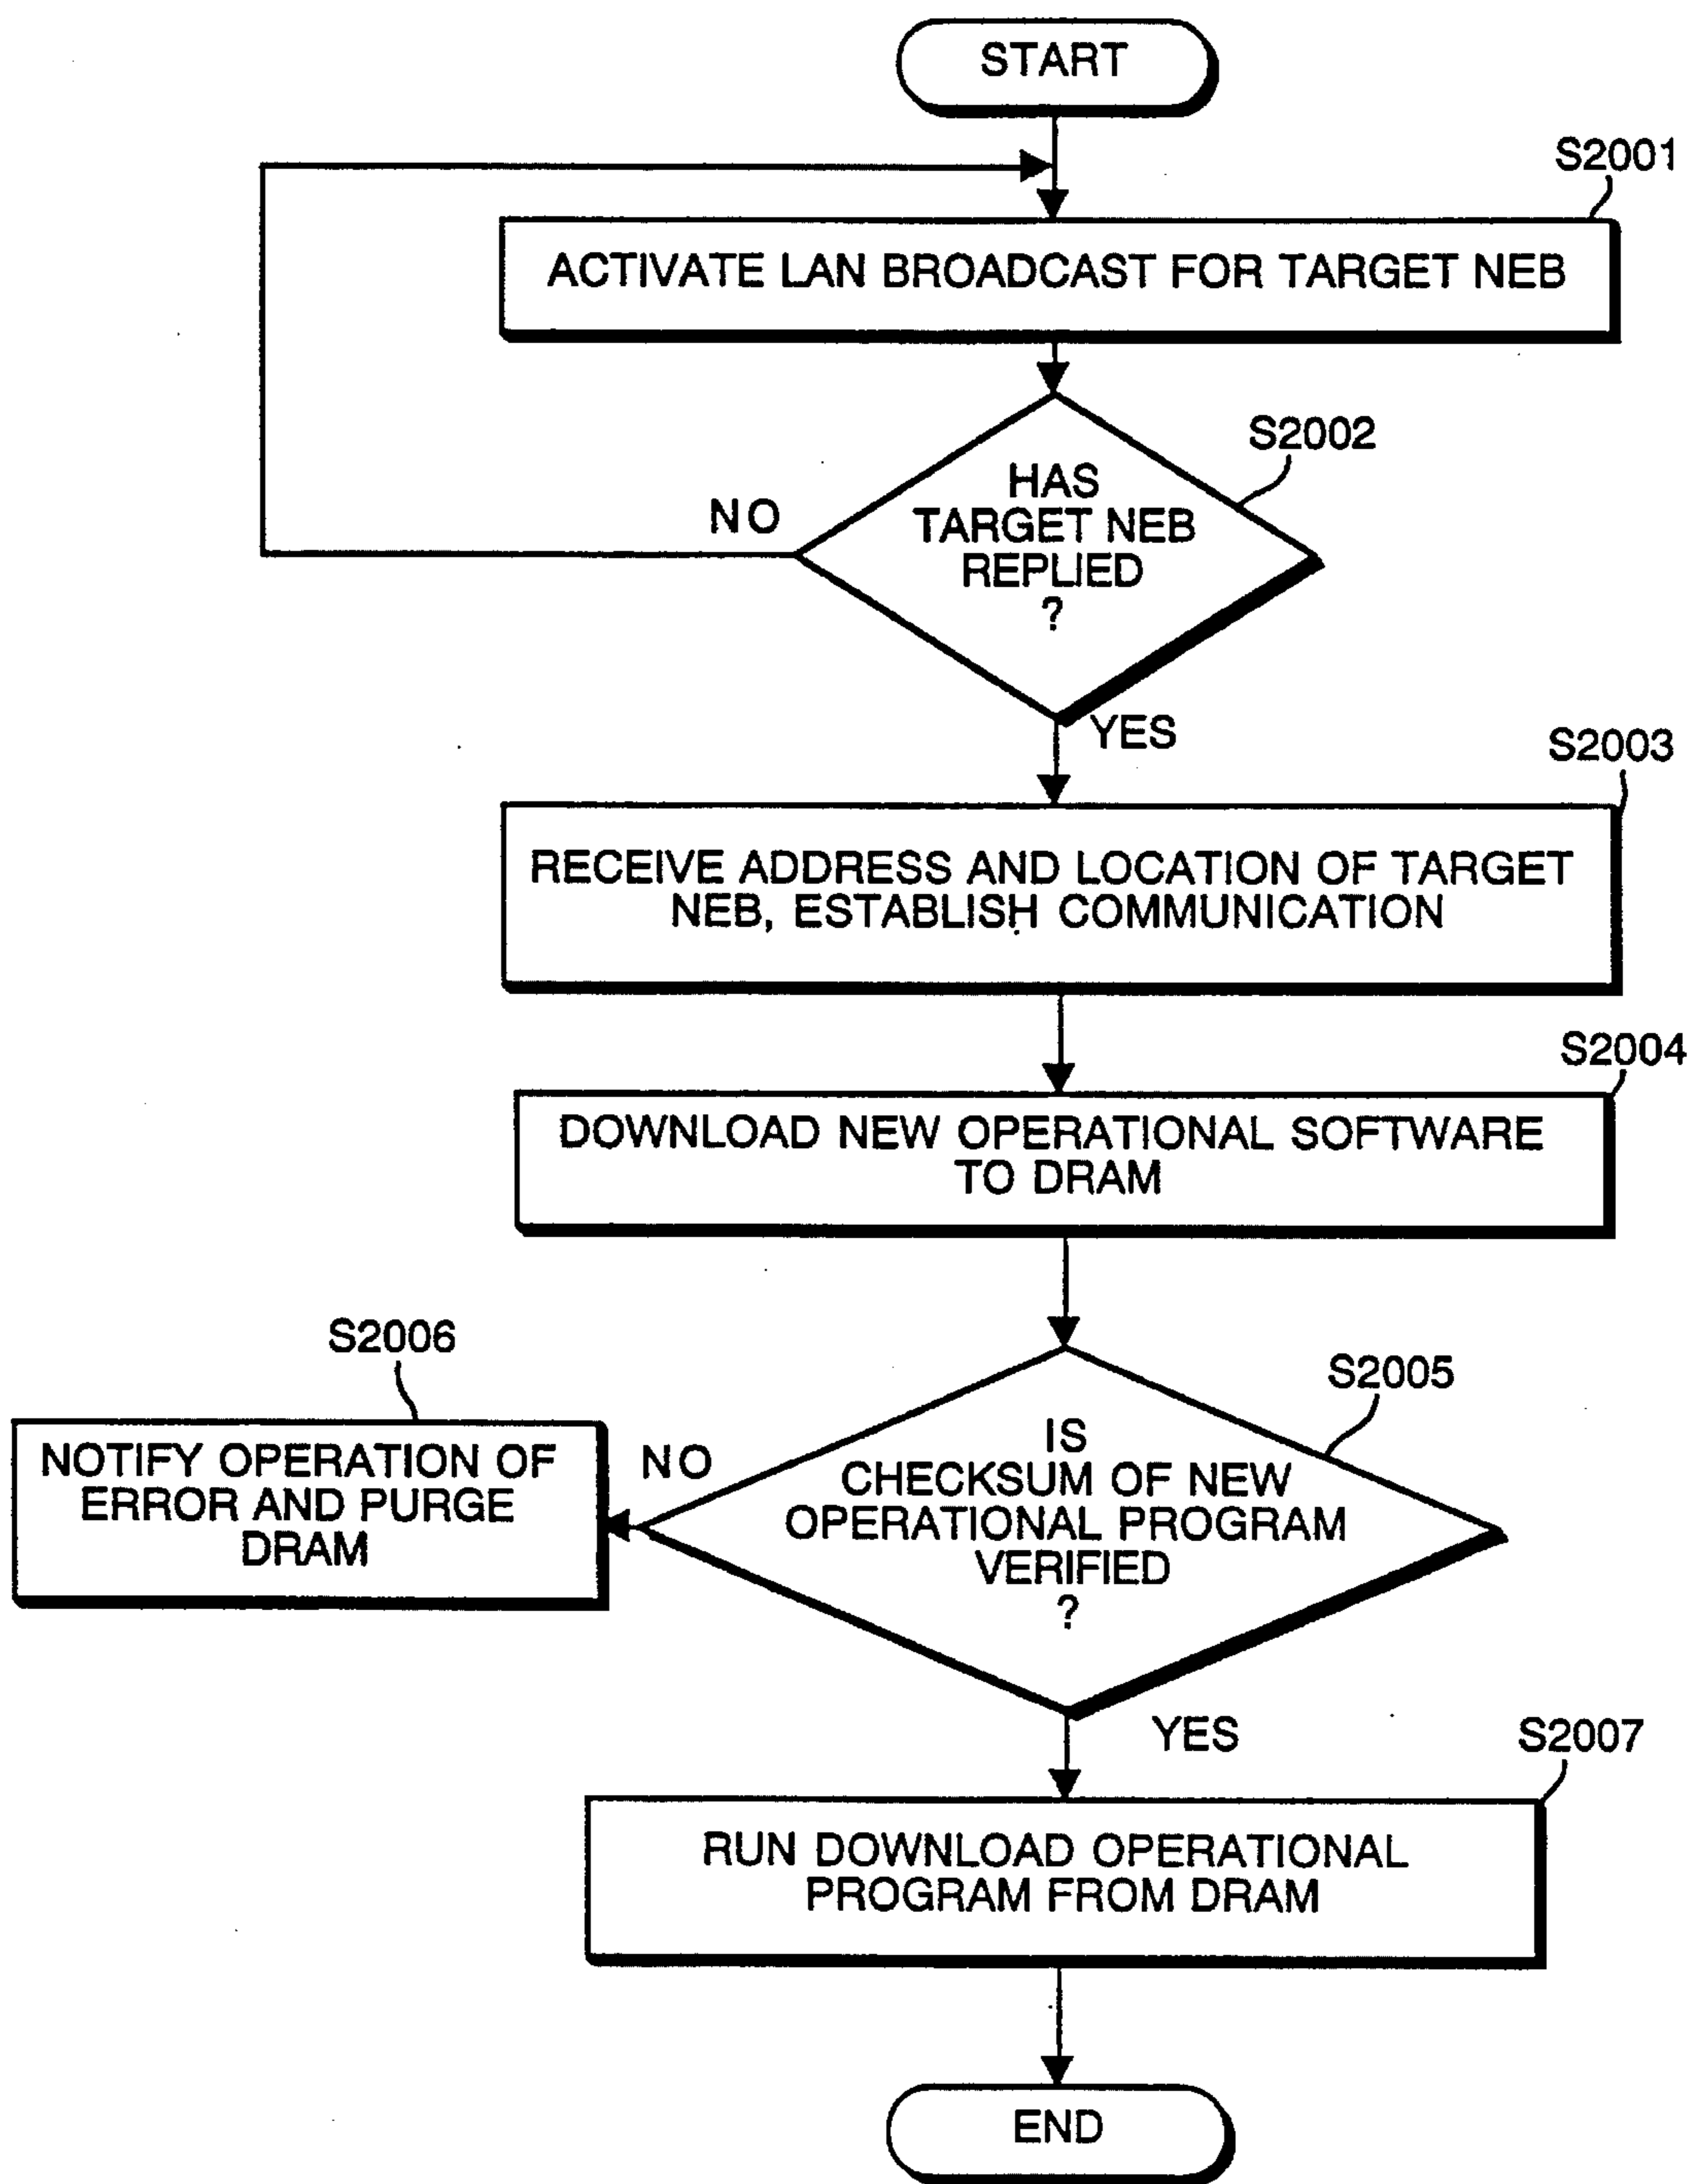 START
S2001
ACTIVATE LAN BROADCAST FOR TARGET NEB
S2002
HAS
TARGET NEB
REPLIED
?
NO
YES
S2003
RECEIVE ADDRESS AND LOCATION OF TARGET
NEB, ESTABLISH COMMUNICATION
S2004
DOWNLOAD NEW OPERATIONAL SOFTWARE
TO DRAM
S2006
S2005
NOTIFY OPERATION OF
ERROR AND PURGE
DRAM
NO
IS
CHECKSUM OF NEW
OPERATIONAL PROGRAM
VERIFIED
?
YES
S2007
RUN DOWNLOAD OPERATIONAL
PROGRAM FROM DRAM
END